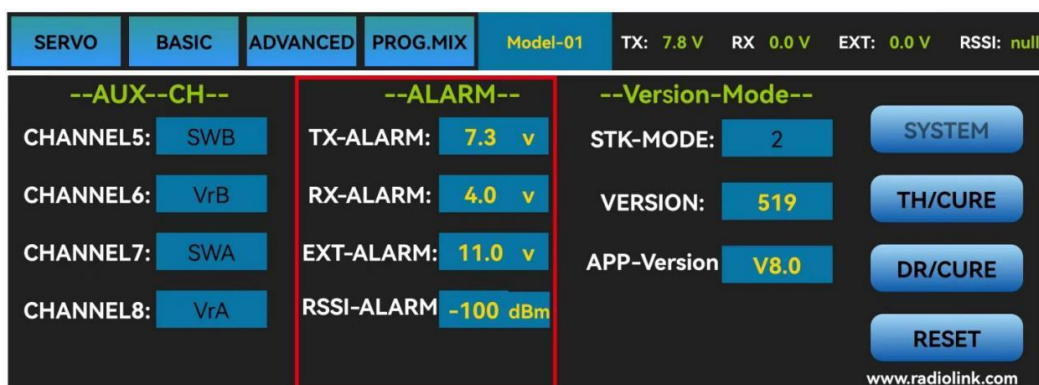 SERVO BASIC ADVANCED PROG.MIX Model-01 TX: 7.8 V RX 0.0 V EXT: 0.0 V RSSI: null
--AUX--CH--
CHANNEL5: SWB
CHANNEL6: VrB
CHANNEL7: SWA
CHANNEL8: VrA
--ALARM--
TX-ALARM: 7.3 v
RX-ALARM: 4.0 v
EXT-ALARM: 11.0 v
RSSI-ALARM -100 dBm
--Version-Mode--
STK-MODE: 2
VERSION: 519
APP-Version V8.0
SYSTEM
TH/CURE
DR/CURE
RESET
www.radiolink.com